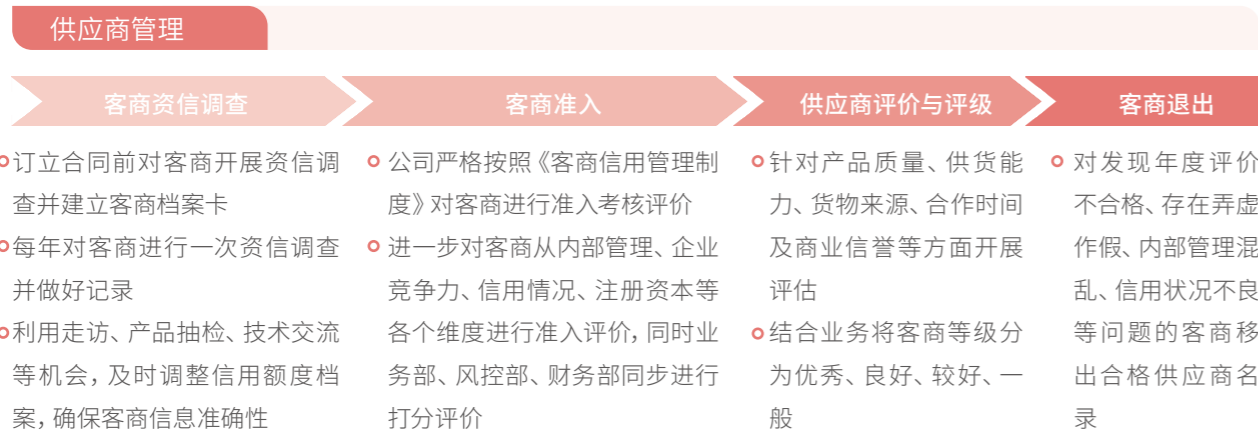 供应商管理
客商资信调查
订立合同前对客商开展资信调
查并建立客商档案卡
每年对客商进行一次资信调查
并做好记录
利用走访、产品抽检、技术交流
等机会，及时调整信用额度档
案，确保客商信息准确性
客商准入
公司严格按照《客商信用管理制
度》对客商进行准入考核评价
进一步对客商从内部管理、企业
竞争力、信用情况、注册资本等
各个维度进行准入评价，同时业
务部、风控部、财务部同步进行
打分评价
供应商评价与评级
针对产品质量、供货能
力、货物来源、合作时间
及商业信誉等方面开展
评估
结合业务将客商等级分
为优秀、良好、较好、一
般
客商退出
对发现年度评价
不合格、存在弄虚
作假、内部管理混
乱、信用状况不良
等问题的客商移
出合格供应商名
录